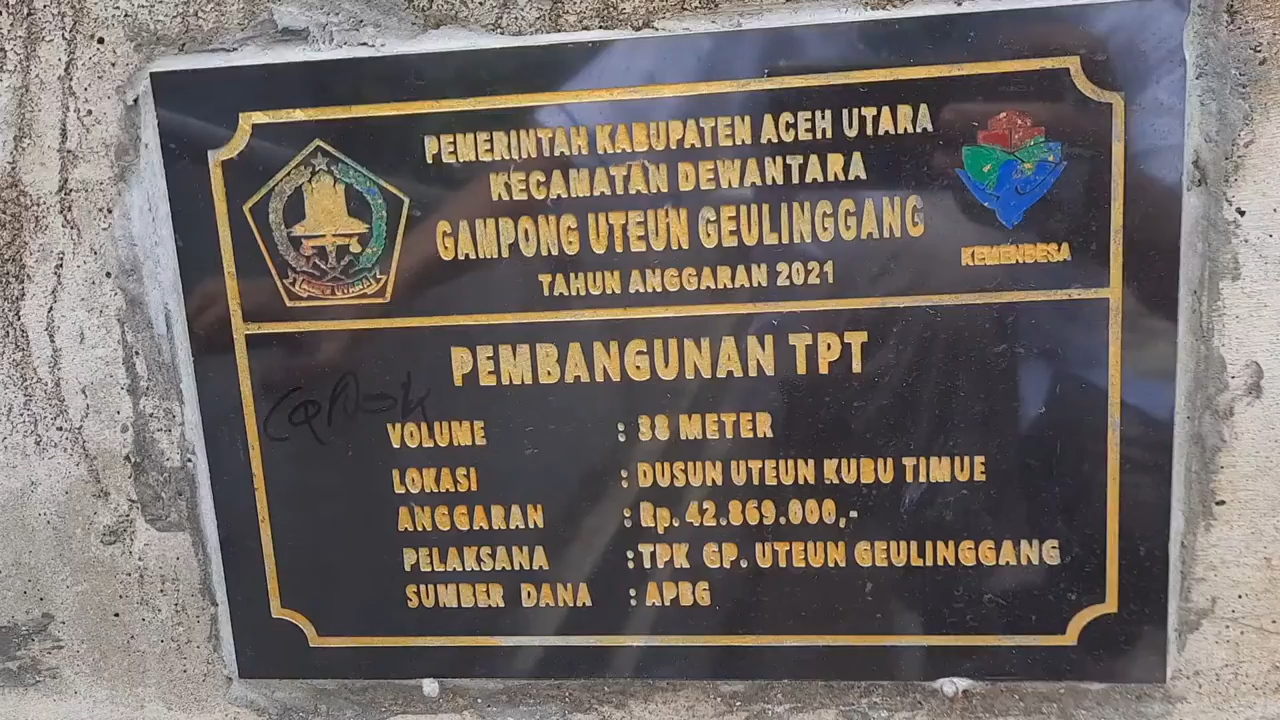 PEMERINTAH KABUPATEN ACEH UTARA
KECAMATAN DEWANTARA
GAMPONG UTEUN GEULINGGANG
TAHUN ANGGARAN 2021
KEMENDESA
PEMBANGUNAN TPT
VOLUME : 38 METER
LOKASI : DUSUN UTEUN KUBU TIMUE
ANGGARAN : Rp. 42.869.000,-
PELAKSANA : TPK GP. UTEUN GEULINGGANG
SUMBER DANA : APBG